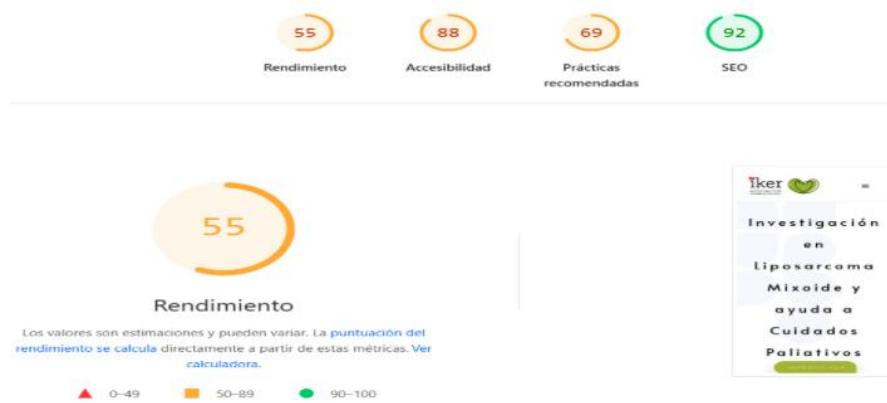 55
88
69
92
Rendimiento
Accesibilidad
Prácticas
recomendadas
SEO
55
Rendimiento
Los valores son estimaciones y pueden variar. La puntuación del
rendimiento se calcula directamente a partir de estas métricas. Ver
calculadora.
0–49
50–89
90–100
iker
Investigación
en
Liposarcoma
Mixoide y
ayuda a
Cuidados
Paliativos